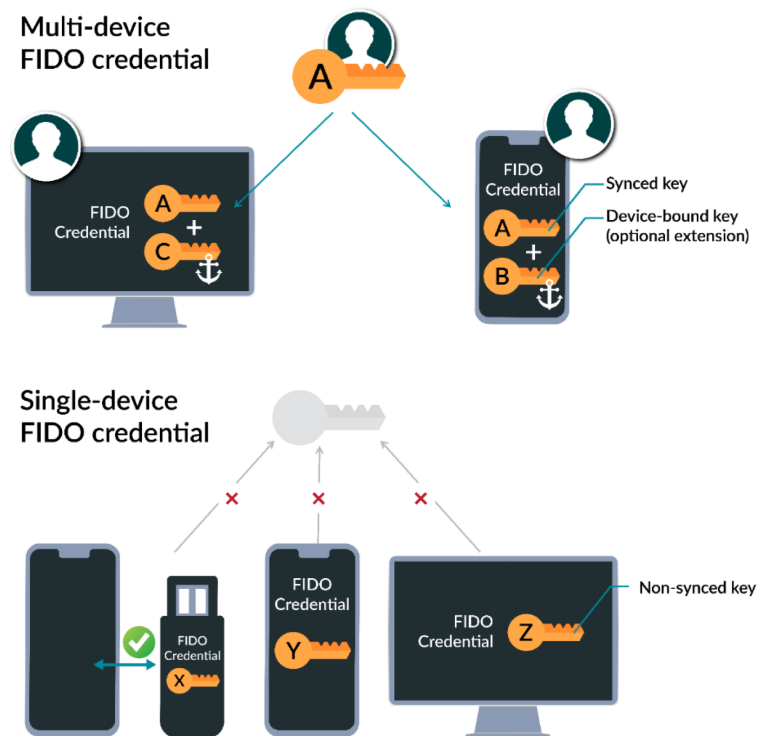 Multi-device
FIDO credential
A
FIDO
Credential
A
+
C
FIDO
Credential
A
+
B
Synced key
Device-bound key
(optional extension)
Single-device
FIDO credential
FIDO
Credential
X
FIDO
Credential
Y
FIDO
Credential
Z
Non-synced key